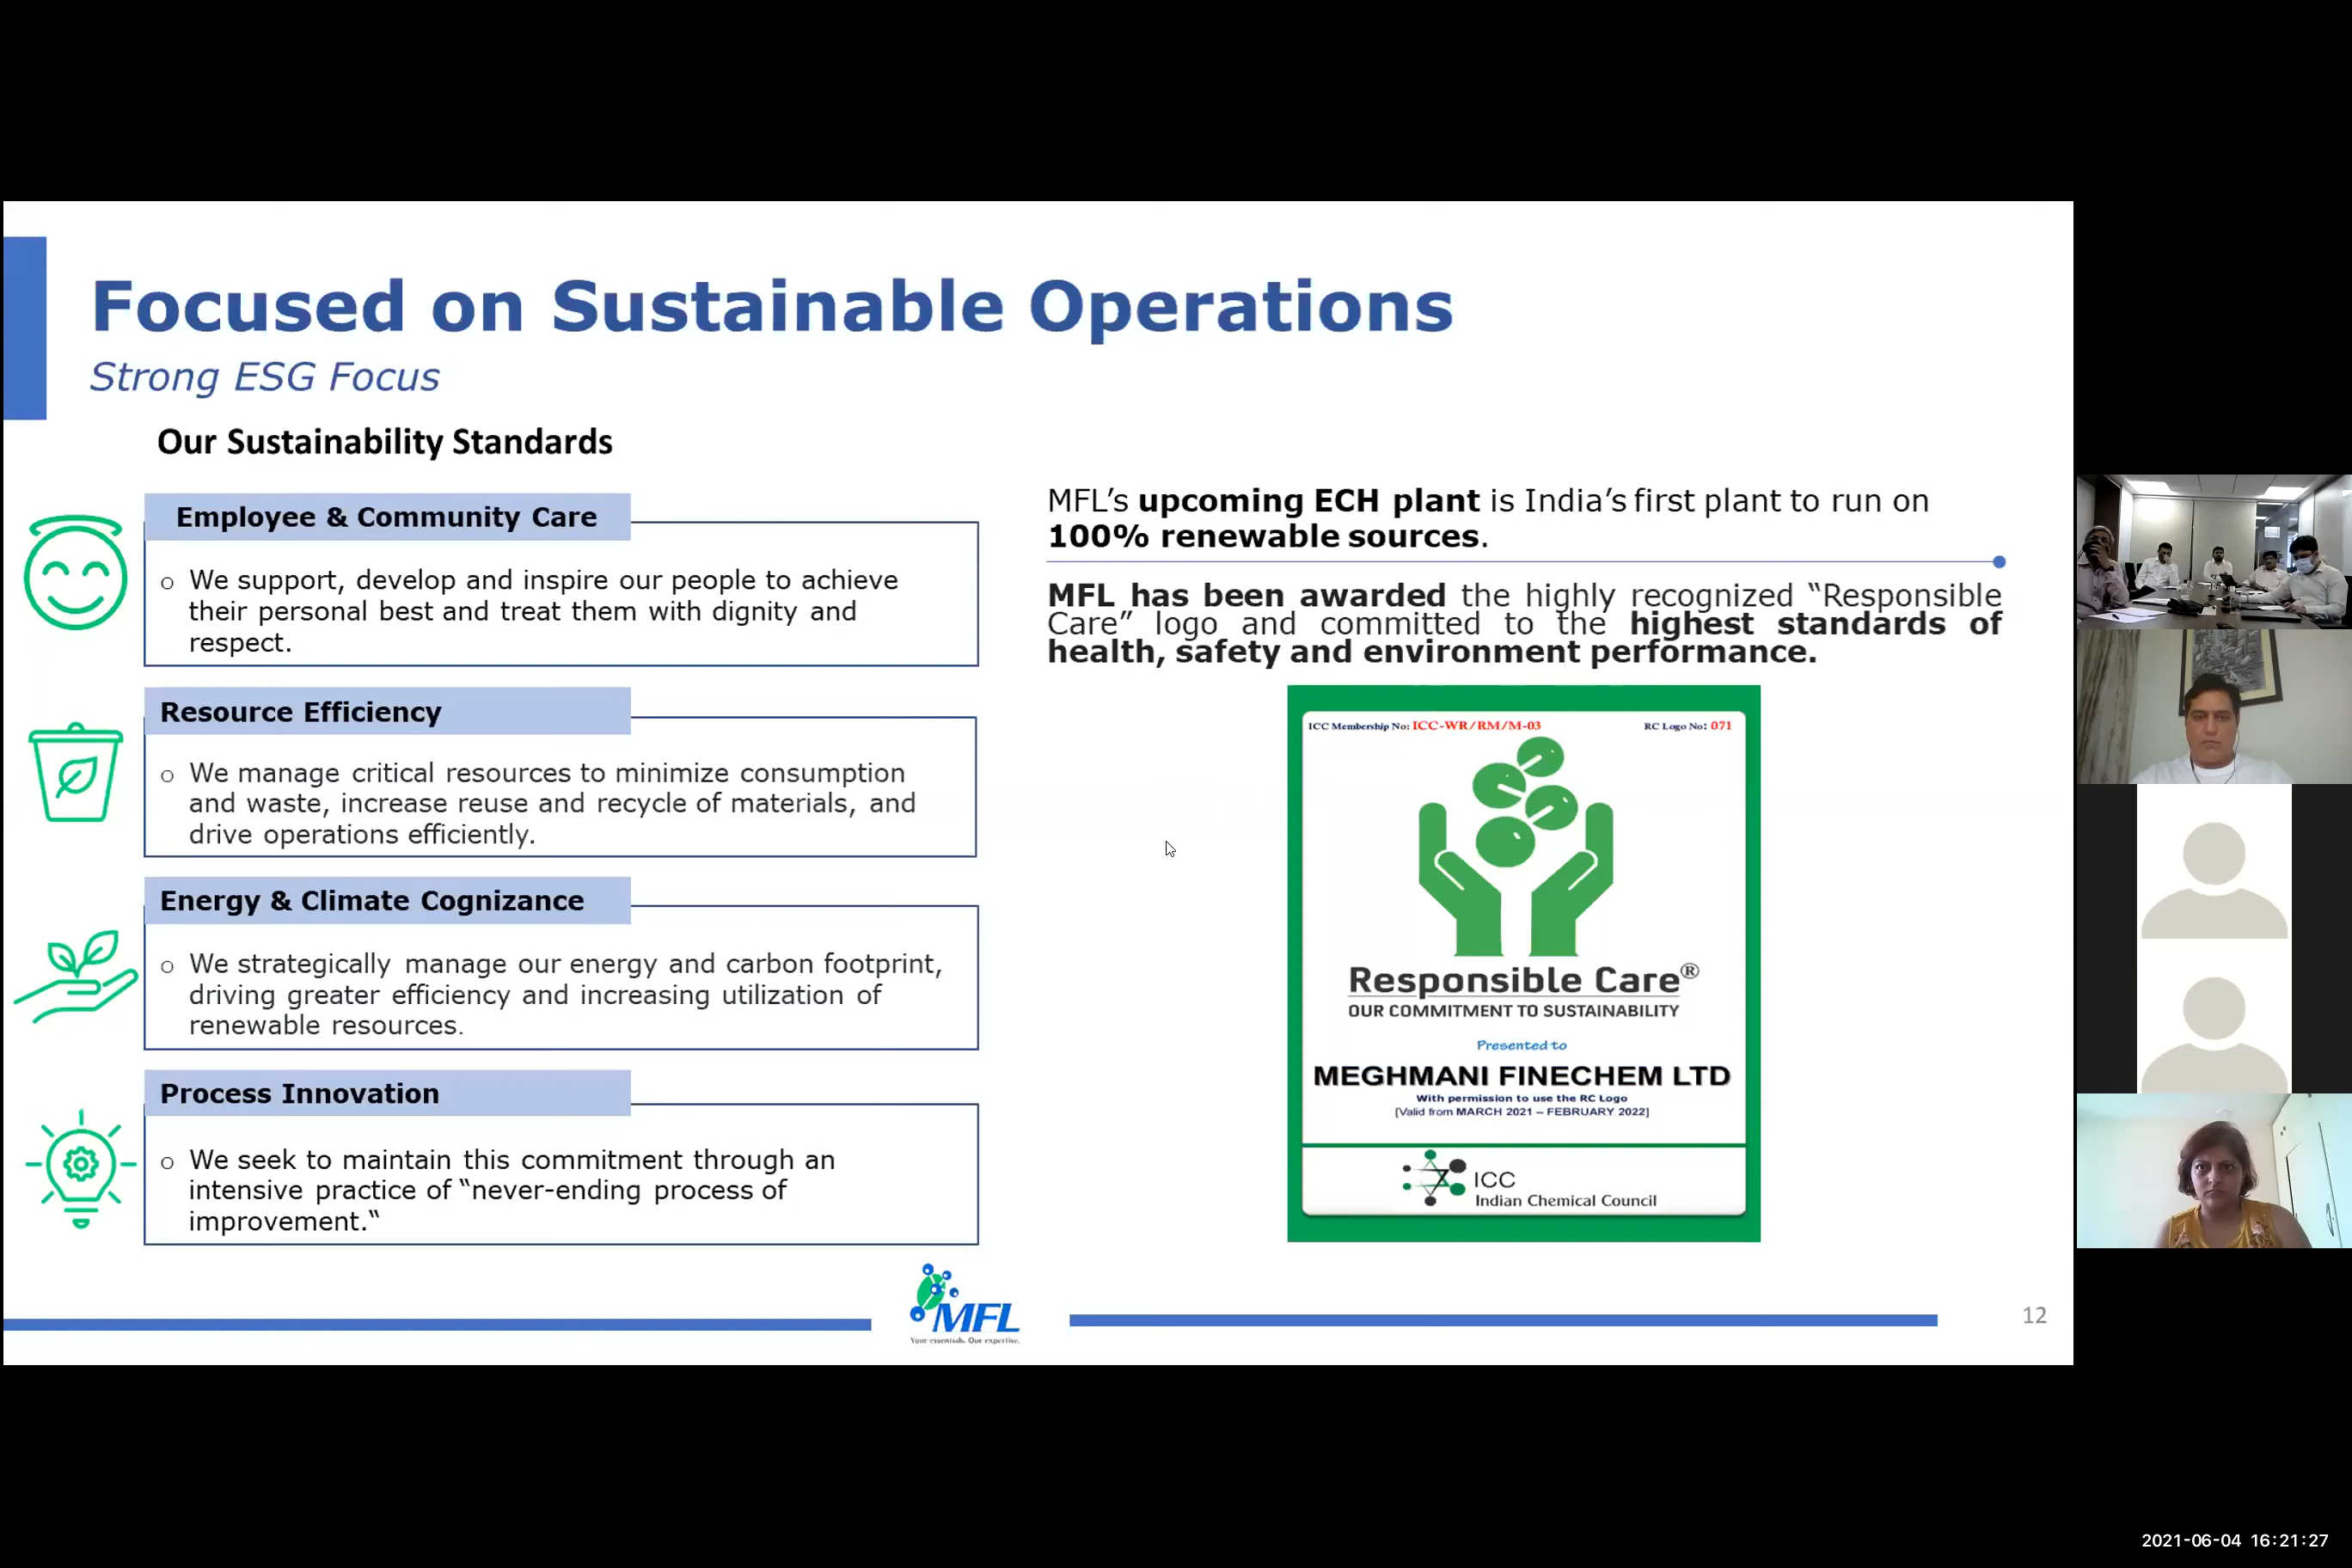 Focused on Sustainable Operations
Strong ESG Focus
Our Sustainability Standards
Employee & Community Care
o We support, develop and inspire our people to achieve
their personal best and treat them with dignity and
respect.
Resource Efficiency
o We manage critical resources to minimize consumption
and waste, increase reuse and recycle of materials, and
drive operations efficiently.
Energy & Climate Cognizance
o We strategically manage our energy and carbon footprint,
driving greater efficiency and increasing utilization of
renewable resources.
Process Innovation
o We seek to maintain this commitment through an
intensive practice of “never-ending process of
improvement.“
MFL’s upcoming ECH plant is India’s first plant to run on
100% renewable sources.
MFL has been awarded the highly recognized “Responsible
Care” logo and committed to the highest standards of
health, safety and environment performance.
ICC Membership No: ICC-WR/RM/M-03 RC Logo No: 071
Responsible Care®
OUR COMMITMENT TO SUSTAINABILITY
Presented to
MEGHMANI FINECHEM LTD
With permission to use the RC Logo
[Valid from MARCH 2021 – FEBRUARY 2022]
ICC
Indian Chemical Council
MFL
Your essentials. Our expertise.
12
2021-06-04 16:21:27